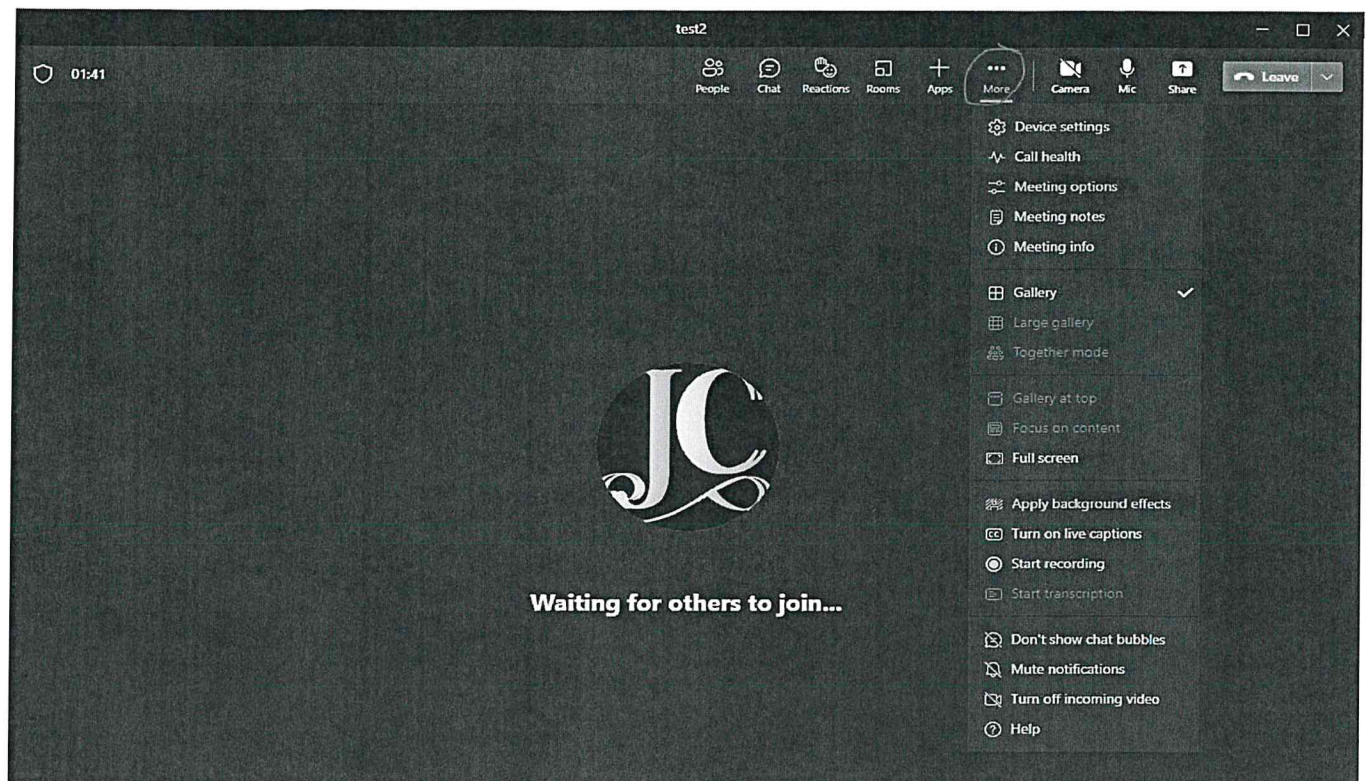 test2
01:41
People Chat Reactions Rooms Apps More Camera Mic Share Leave
Device settings
Call health
Meeting options
Meeting notes
Meeting info
Gallery
Large gallery
Together mode
Gallery at top
Focus on content
Full screen
JC
Waiting for others to join...
Apply background effects
CC Turn on live captions
Start recording
Start transcription
Don't show chat bubbles
Mute notifications
Turn off incoming video
Help